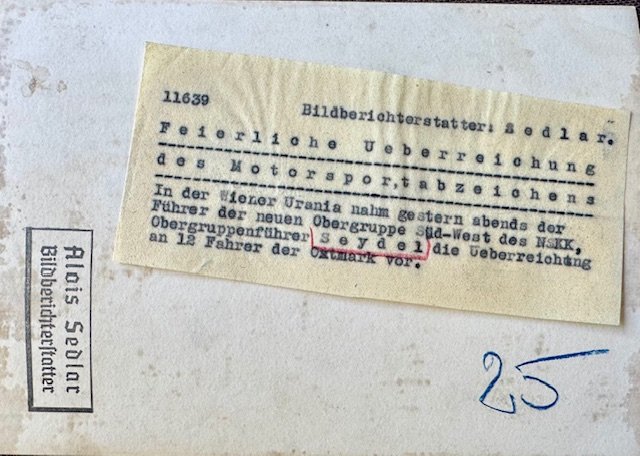 11639
Bildberichterstatter: Sedlar.
Feierliche Ueberreichung
des Motorsport,tabzeichens
In der Wiener Urania nahm gestern abends der
Führer der neuen Obergruppe Süd-West des NSKK,
Obergruppenführer Seydel die Ueberreichung
an 12 Fahrer der Ostmark vor.
Alois Sedlar
Bildberichterstatter
25